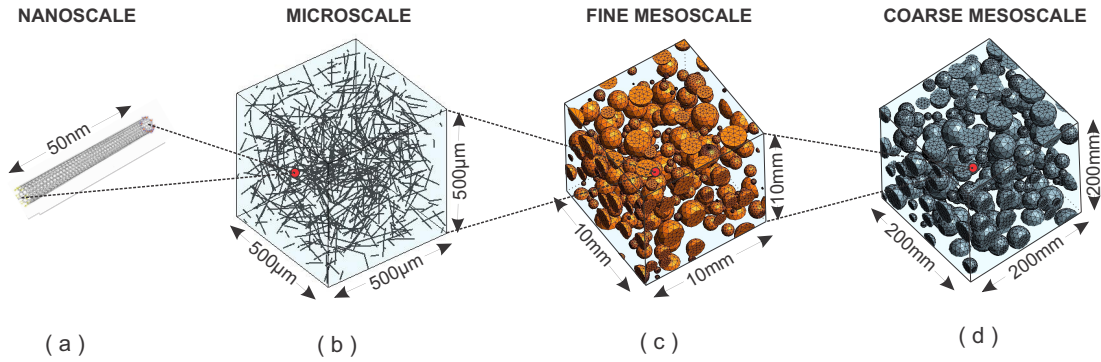 NANOSCALE
MICROSCALE
FINE MESOSCALE
COARSE MESOSCALE
50nm
500µm
500µm
500µm
10mm
10mm
10mm
200mm
200mm
200mm
( a )
( b )
( c )
( d )